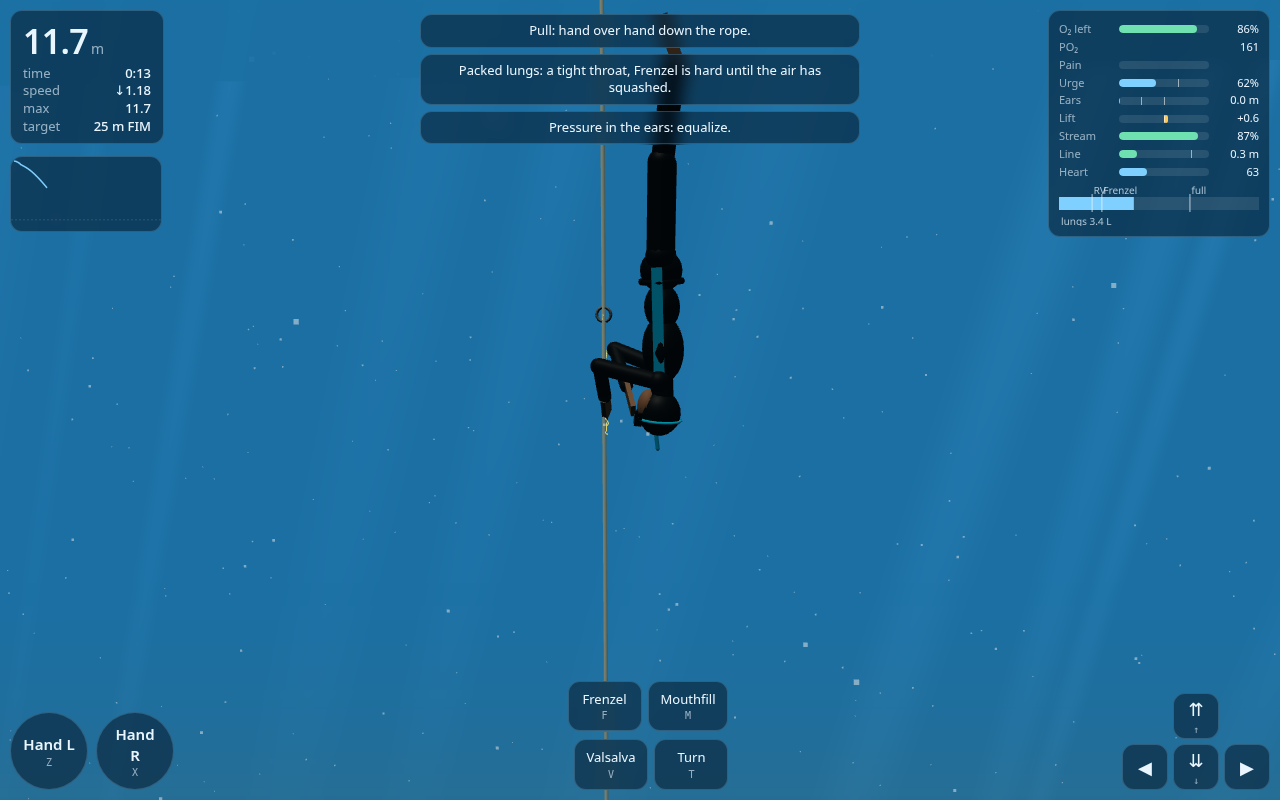 11.7 m
time 0:13
speed ↓1.18
max 11.7
target 25 m FIM
Pull: hand over hand down the rope.
Packed lungs: a tight throat, Frenzel is hard until the air has
squashed.
Pressure in the ears: equalize.
O₂ left 86%
PO₂ 161
Pain
Urge 62%
Ears 0.0 m
Lift +0.6
Stream 87%
Line 0.3 m
Heart 63
RV Frenzel full
lungs 3.4 L
Hand L
Z
Hand
R
X
Frenzel
F
Mouthfill
M
Valsalva
V
Turn
T
⇈
↑
◀
⇊
↓
▶